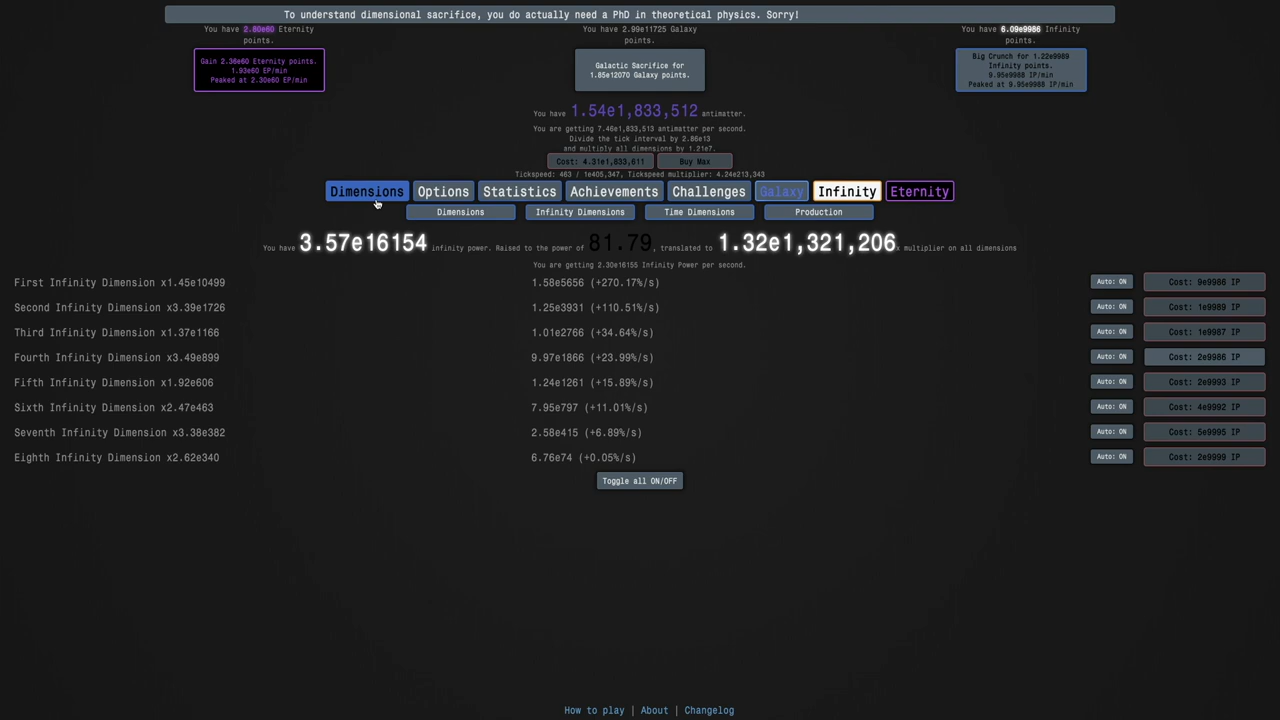 To understand dimensional sacrifice, you do actually need a PhD in theoretical physics. Sorry!
You have 2.80e60 Eternity points.
Gain 2.36e60 Eternity points.
1.93e60 EP/min
Peaked at 2.30e60 EP/min
You have 2.99e11725 Galaxy points.
Galactic Sacrifice for
1.85e12070 Galaxy points.
You have 6.09e9986 Infinity points.
Big Crunch for 1.22e9989
Infinity points.
9.95e9988 IP/min
Peaked at 9.95e9988 IP/min
You have 1.54e1,833,512 antimatter.
You are getting 7.46e1,833,513 antimatter per second.
Divide the tick interval by 2.86e13
and multiply all dimensions by 1.21e7.
Cost: 4.31e1,833,611 Buy Max
Tickspeed: 463 / 1e405,347, Tickspeed multiplier: 4.24e213,343
Dimensions Options Statistics Achievements Challenges Galaxy Infinity Eternity
Dimensions Infinity Dimensions Time Dimensions Production
You have 3.57e16154 infinity power. Raised to the power of 81.79, translated to 1.32e1,321,206x multiplier on all dimensions
You are getting 2.30e16155 Infinity Power per second.
First Infinity Dimension x1.45e10499 1.58e5656 (+270.17%/s) Auto: ON Cost: 9e9986 IP
Second Infinity Dimension x3.39e1726 1.25e3931 (+110.51%/s) Auto: ON Cost: 1e9989 IP
Third Infinity Dimension x1.37e1166 1.01e2766 (+34.64%/s) Auto: ON Cost: 1e9987 IP
Fourth Infinity Dimension x3.49e899 9.97e1866 (+23.99%/s) Auto: ON Cost: 2e9986 IP
Fifth Infinity Dimension x1.92e606 1.24e1261 (+15.89%/s) Auto: ON Cost: 2e9993 IP
Sixth Infinity Dimension x2.47e463 7.95e797 (+11.01%/s) Auto: ON Cost: 4e9992 IP
Seventh Infinity Dimension x3.38e382 2.58e415 (+6.89%/s) Auto: ON Cost: 5e9995 IP
Eighth Infinity Dimension x2.62e340 6.76e74 (+0.05%/s) Auto: ON Cost: 2e9999 IP
Toggle all ON/OFF
How to play | About | Changelog